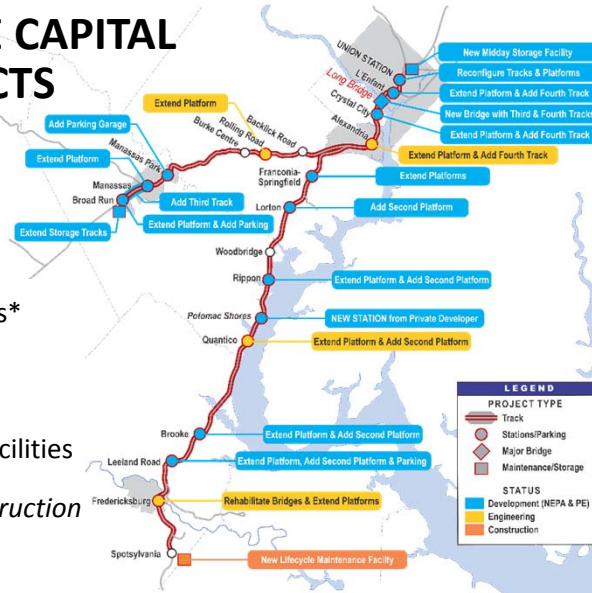 E CAPITAL
CTS
UNION STATION
New Midday Storage Facility
L'Enfant
Reconfigure Tracks & Platforms
Long Bridge
Extend Platform & Add Fourth Track
Crystal City
New Bridge with Third & Fourth Tracks
Alexandria
Extend Platform & Add Fourth Track
Extend Platform & Add Fourth Track
Extend Platform
Backlick Road
Rolling Road
Burke Centre
Add Parking Garage
Manassas Park
Extend Platform
Manassas
Add Third Track
Broad Run
Extend Platform & Add Parking
Extend Storage Tracks
Franconia-
Springfield
Extend Platforms
Lorton
Add Second Platform
Woodbridge
Rippon
Extend Platform & Add Second Platform
s*
Potomac Shores
NEW STATION from Private Developer
Quantico
Extend Platform & Add Second Platform
Brooke
Extend Platform & Add Second Platform
cilities
Leeland Road
Extend Platform, Add Second Platform & Parking
ruction
Fredericksburg
Rehabilitate Bridges & Extend Platforms
Spotsylvania
New Lifecycle Maintenance Facility
LEGEND
PROJECT TYPE
Track
Stations/Parking
Major Bridge
Maintenance/Storage
STATUS
Development (NEPA & PE)
Engineering
Construction